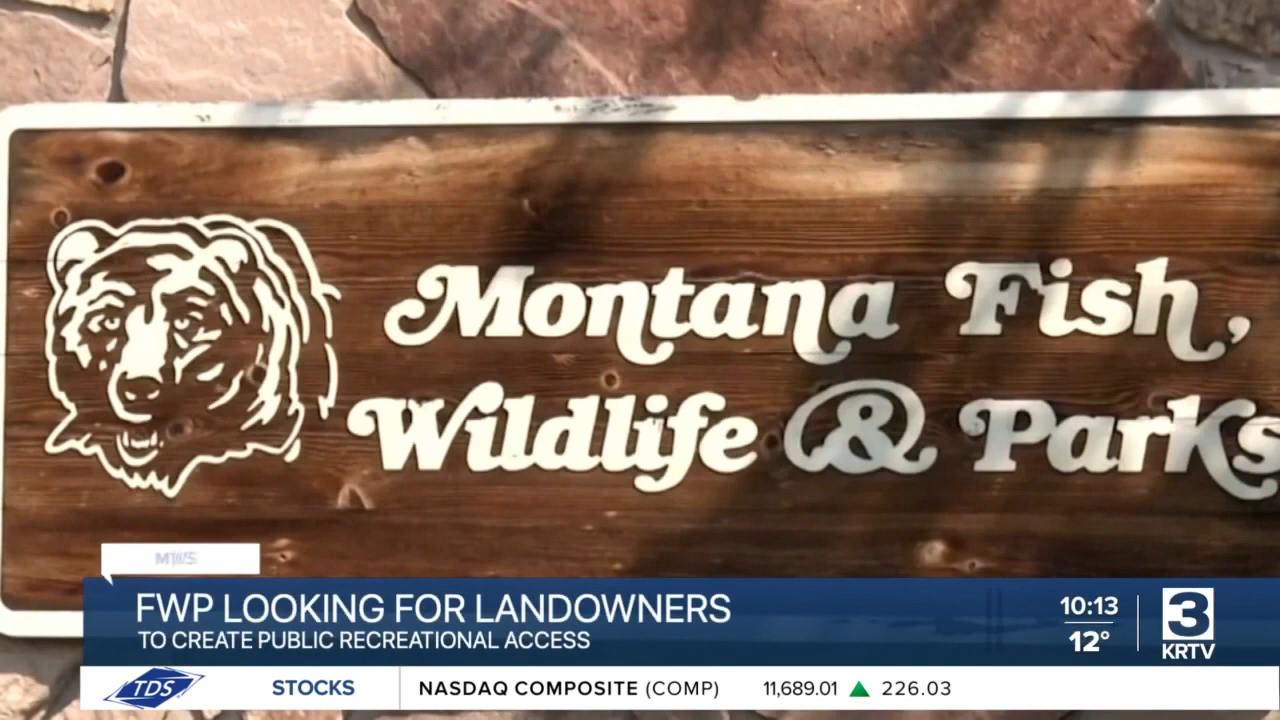 Montana Fish,
Wildlife & Parks
FWP LOOKING FOR LANDOWNERS
TO CREATE PUBLIC RECREATIONAL ACCESS
10:13
12°
3
KRTV
TDS
STOCKS
NASDAQ COMPOSITE (COMP) 11,689.01 226.03